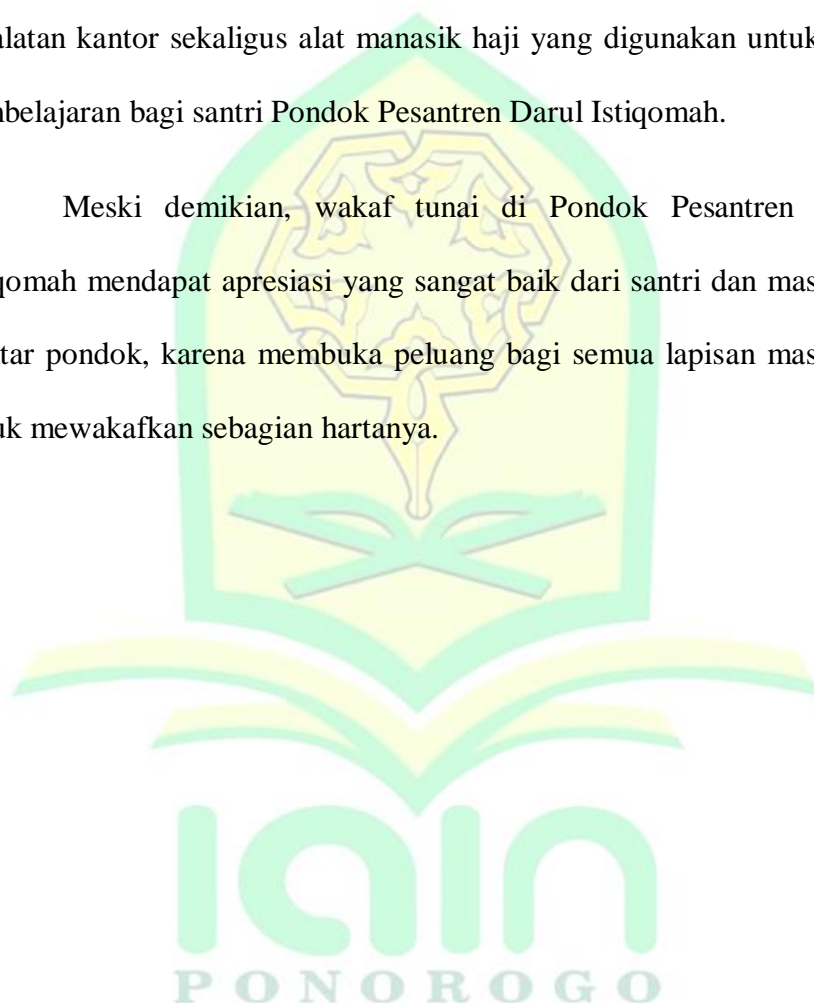 alatan kantor sekaligus alat manasik haji yang digunakan untuk
belajaran bagi santri Pondok Pesantren Darul Istiqomah.
Meski demikian, wakaf tunai di Pondok Pesantren
qomah mendapat apresiasi yang sangat baik dari santri dan mas
tar pondok, karena membuka peluang bagi semua lapisan mas
uk mewakafkan sebagian hartanya.
iain
PONOROGO